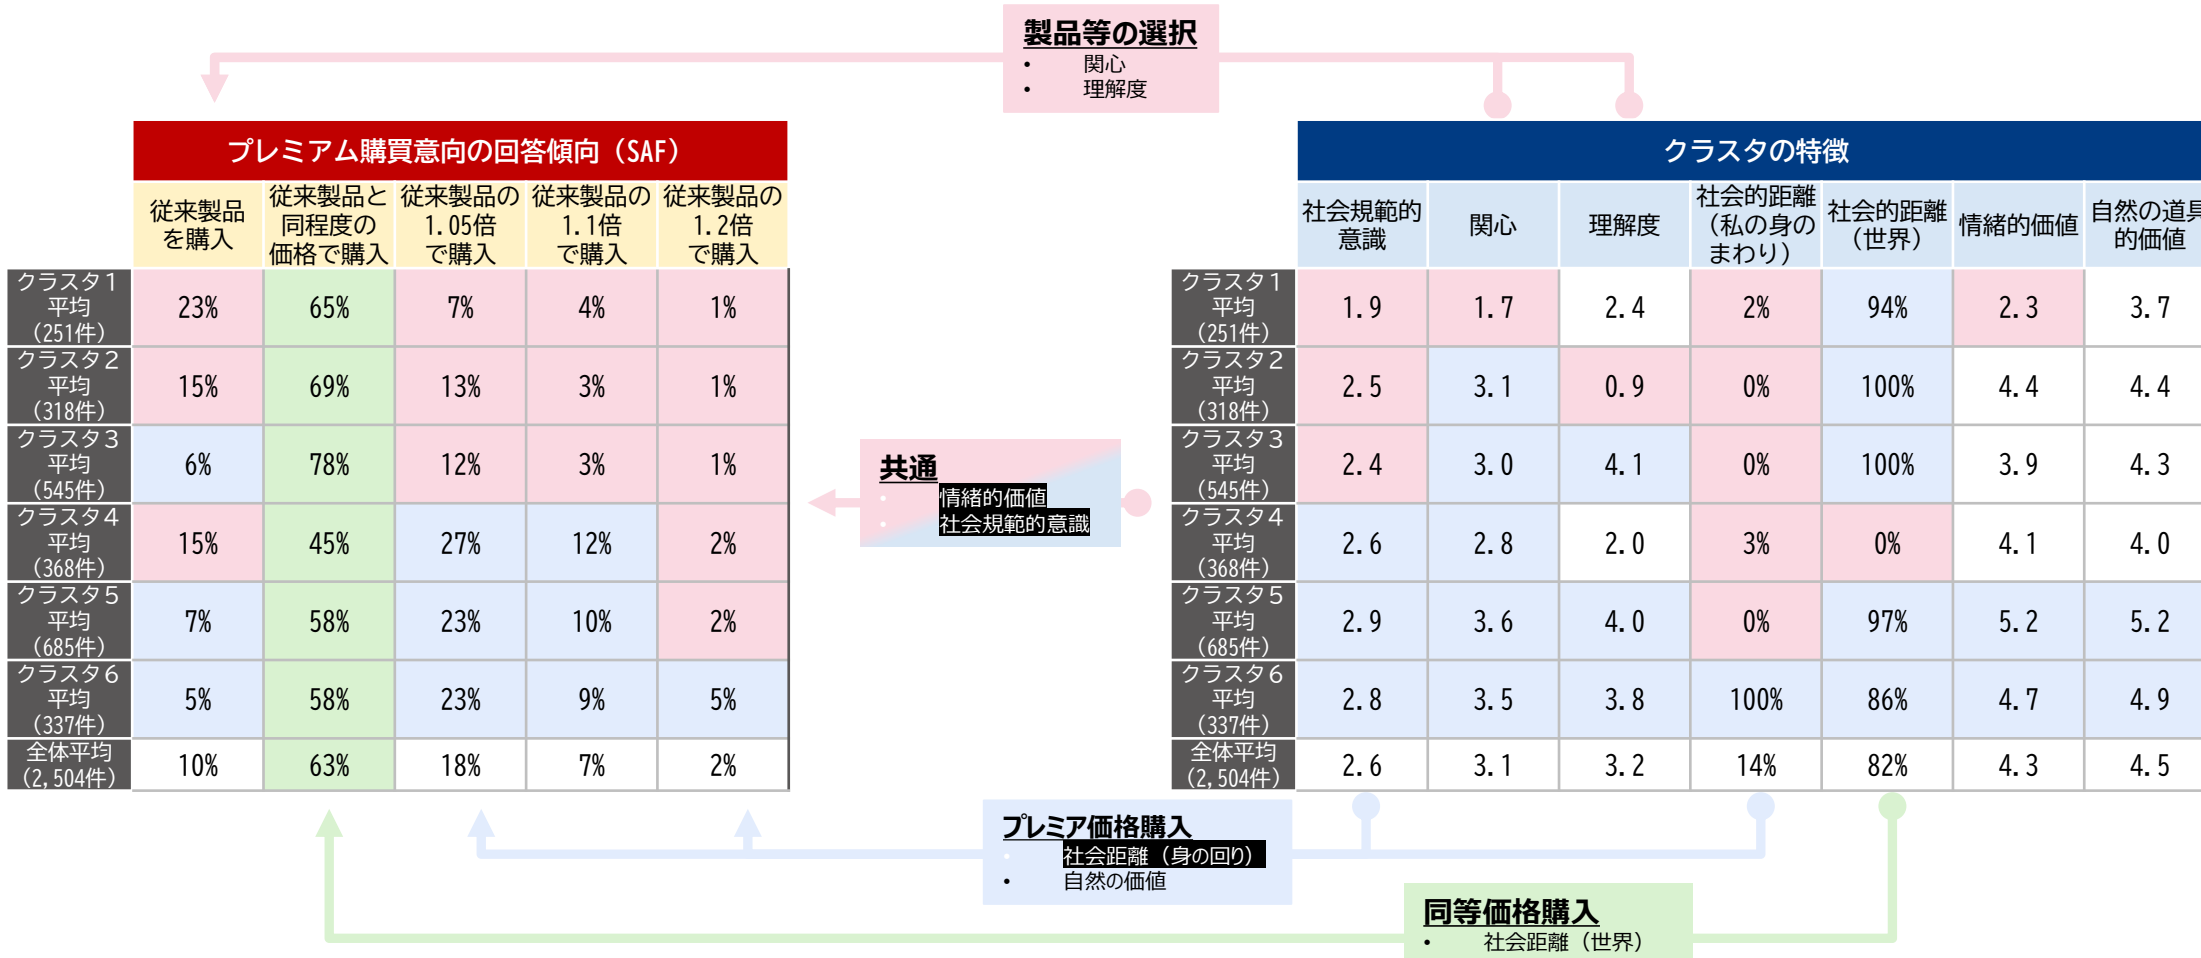 製品等の選択
• 関心
• 理解度
プレミアム購買意向の回答傾向（SAF）
従来製品
を購入
従来製品と
同程度の
価格で購入
従来製品の
1.05倍
で購入
従来製品の
1.1倍
で購入
従来製品の
1.2倍
で購入
クラスタ1
平均
（251件）
23% 65% 7% 4% 1%
クラスタ2
平均
（318件）
15% 69% 13% 3% 1%
クラスタ3
平均
（545件）
6% 78% 12% 3% 1%
クラスタ4
平均
（368件）
15% 45% 27% 12% 2%
クラスタ5
平均
（685件）
7% 58% 23% 10% 2%
クラスタ6
平均
（337件）
5% 58% 23% 9% 5%
全体平均
（2,504件）
10% 63% 18% 7% 2%
共通
• 情緒的価値
• 社会規範的意識
クラスタの特徴
社会規範的
意識
関心
理解度
社会的距離
（私の身の
まわり）
社会的距離
（世界）
情緒的価値
自然の道具
的価値
クラスタ1
平均
（251件）
1.9 1.7 2.4 2% 94% 2.3 3.7
クラスタ2
平均
（318件）
2.5 3.1 0.9 0% 100% 4.4 4.4
クラスタ3
平均
（545件）
2.4 3.0 4.1 0% 100% 3.9 4.3
クラスタ4
平均
（368件）
2.6 2.8 2.0 3% 0% 4.1 4.0
クラスタ5
平均
（685件）
2.9 3.6 4.0 0% 97% 5.2 5.2
クラスタ6
平均
（337件）
2.8 3.5 3.8 100% 86% 4.7 4.9
全体平均
（2,504件）
2.6 3.1 3.2 14% 82% 4.3 4.5
プレミア価格購入
• 社会距離（身の回り）
• 自然の価値
同等価格購入
• 社会距離（世界）